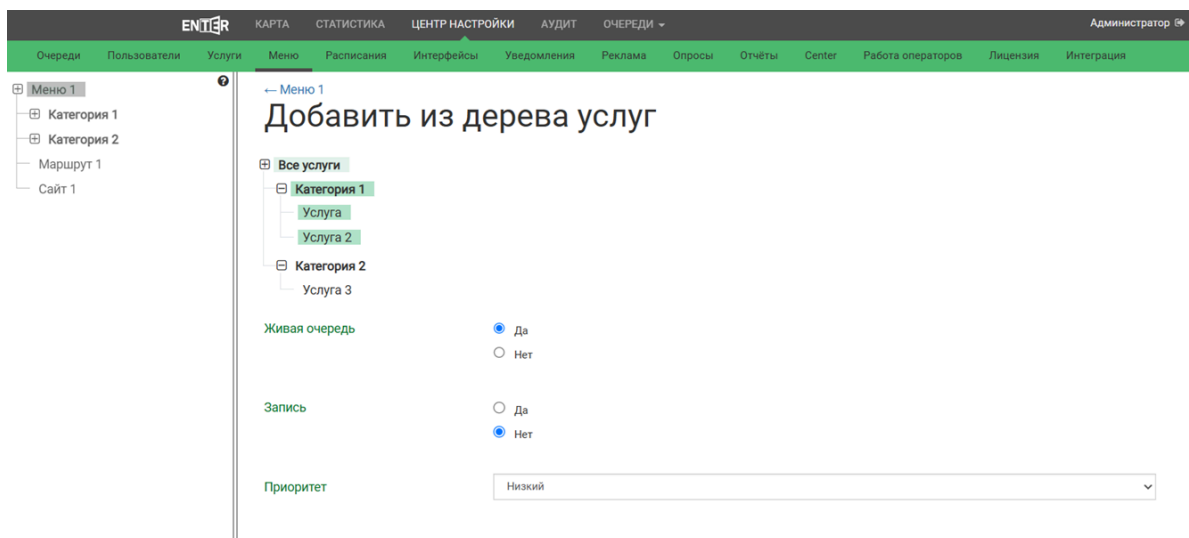 ENTER КАРТА СТАТИСТИКА ЦЕНТР НАСТРОЙКИ АУДИТ ОЧЕРЕДИ Администратор
Очереди Пользователи Услуги Меню Расписания Интерфейсы Уведомления Реклама Опросы Отчёты Center Работа операторов Лицензия Интеграция
Меню 1
Категория 1
Категория 2
Маршрут 1
Сайт 1
← Меню 1
Добавить из дерева услуг
Все услуги
Категория 1
Услуга
Услуга 2
Категория 2
Услуга 3
Живая очередь
Да
Нет
Запись
Да
Нет
Приоритет
Низкий